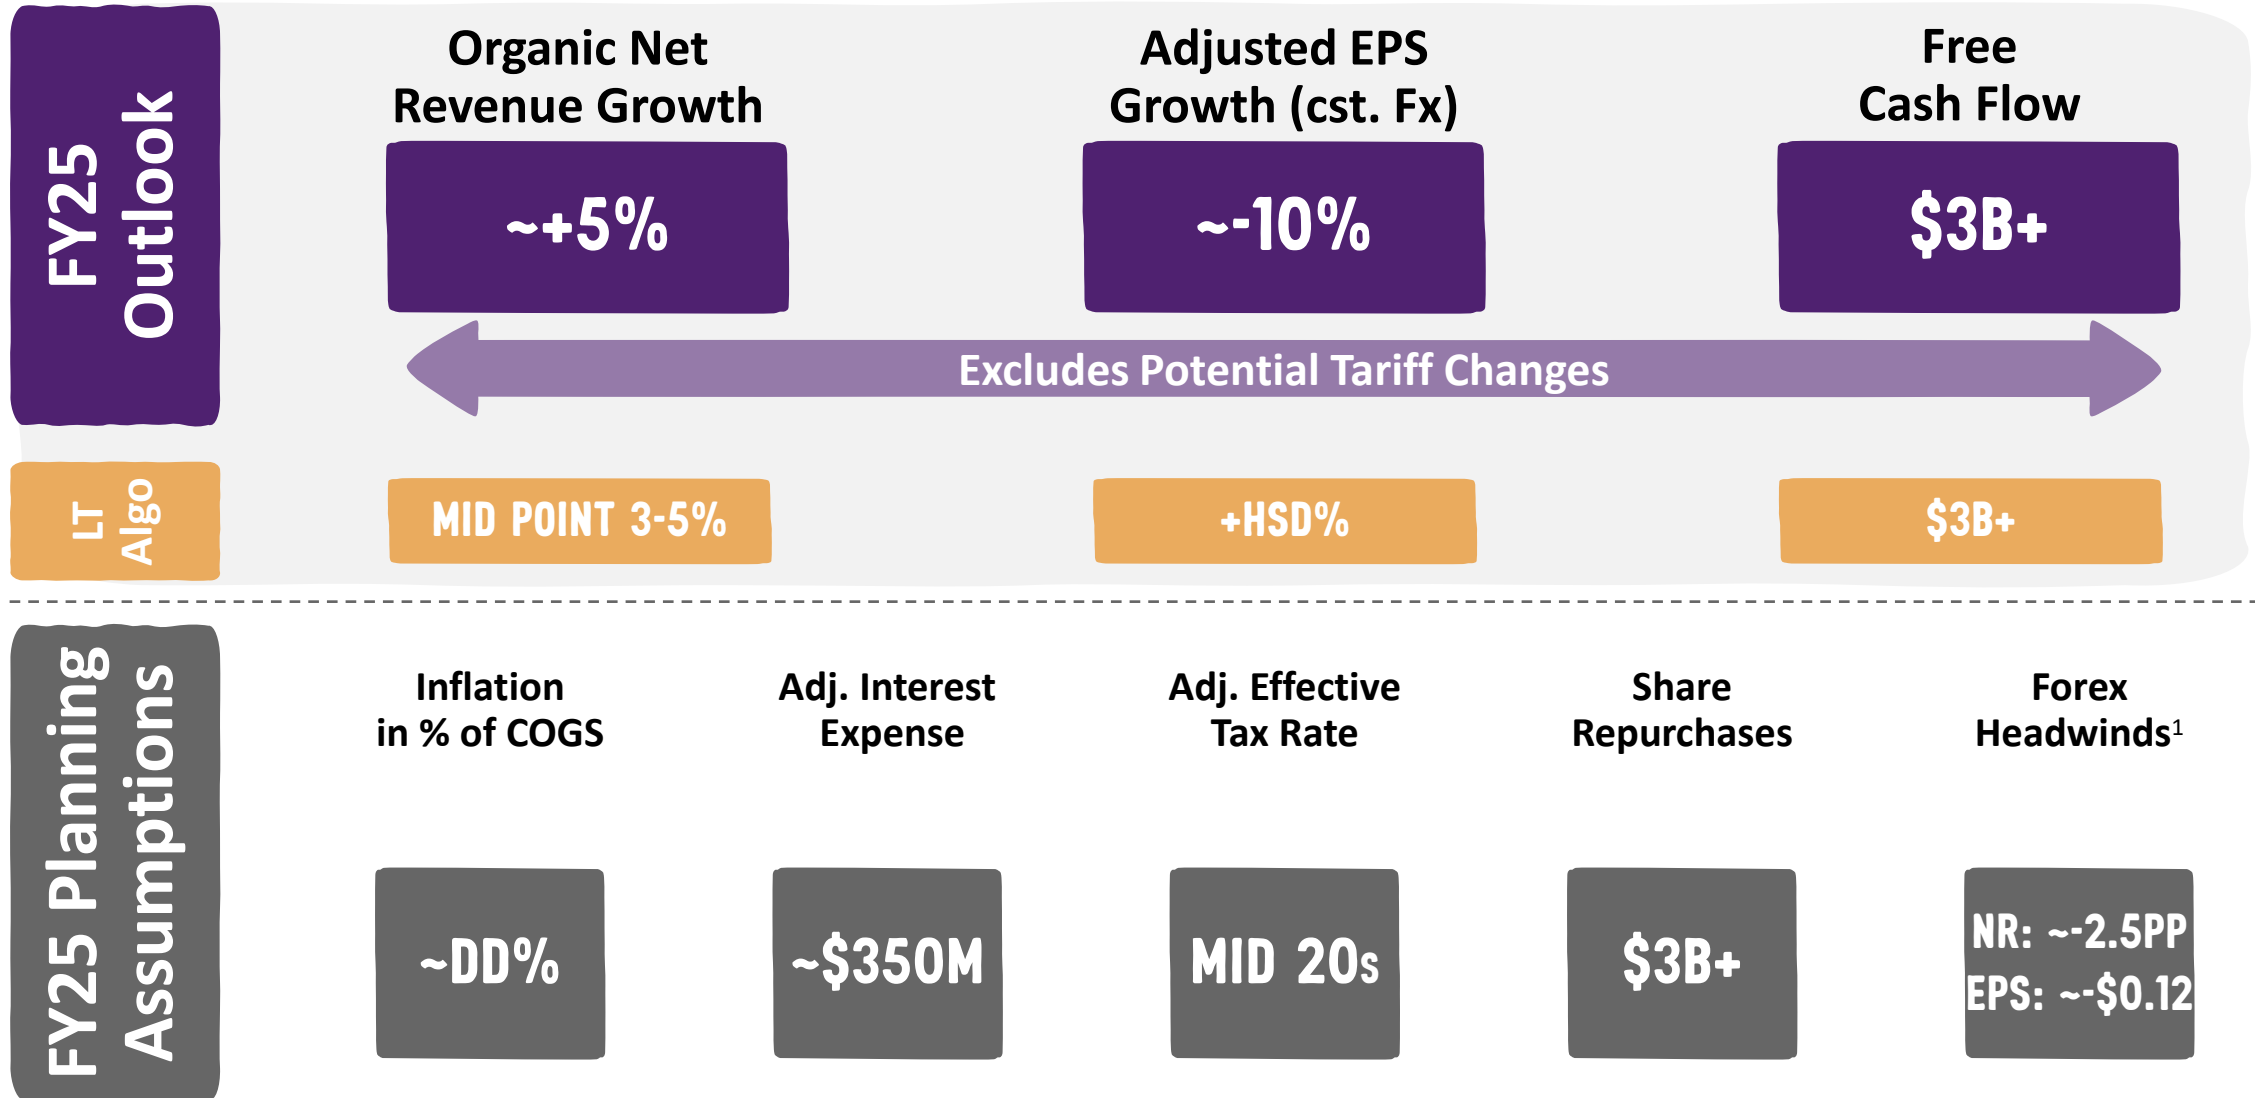 FY25
Outlook
Organic Net
Revenue Growth
~+5%
Adjusted EPS
Growth (cst. Fx)
~-10%
Free
Cash Flow
$3B+
Excludes Potential Tariff Changes
LT
Algo
MID POINT 3-5%
+HSD%
$3B+
FY25 Planning
Assumptions
Inflation
in % of COGS
~DD%
Adj. Interest
Expense
~$350M
Adj. Effective
Tax Rate
MID 20s
Share
Repurchases
$3B+
Forex
Headwinds¹
NR: ~-2.5PP
EPS: ~-$0.12